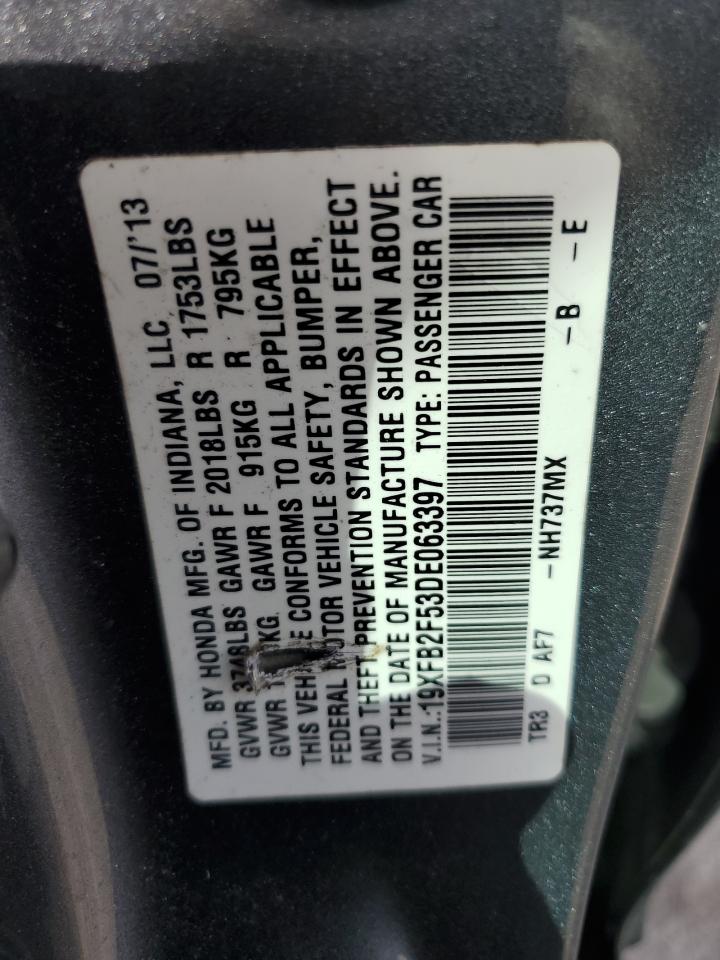 MFD. BY HONDA MFG. OF INDIANA, LLC 07/'13
GVWR 3748LBS GAWR F 2018LBS R 1753LBS
GVWR KG GAWR F 915KG R 795KG
THIS CONFORMS TO ALL APPLICABLE
FEDERAL VEHICLE SAFETY, BUMPER,
AND THEFT PREVENTION STANDARDS IN EFFECT
ON THE DATE OF MANUFACTURE SHOWN ABOVE.
V.I.N.:19XFB2F53DE063397 TYPE: PASSENGER CAR
TR3 0 AF7 -NH737MX -B -E